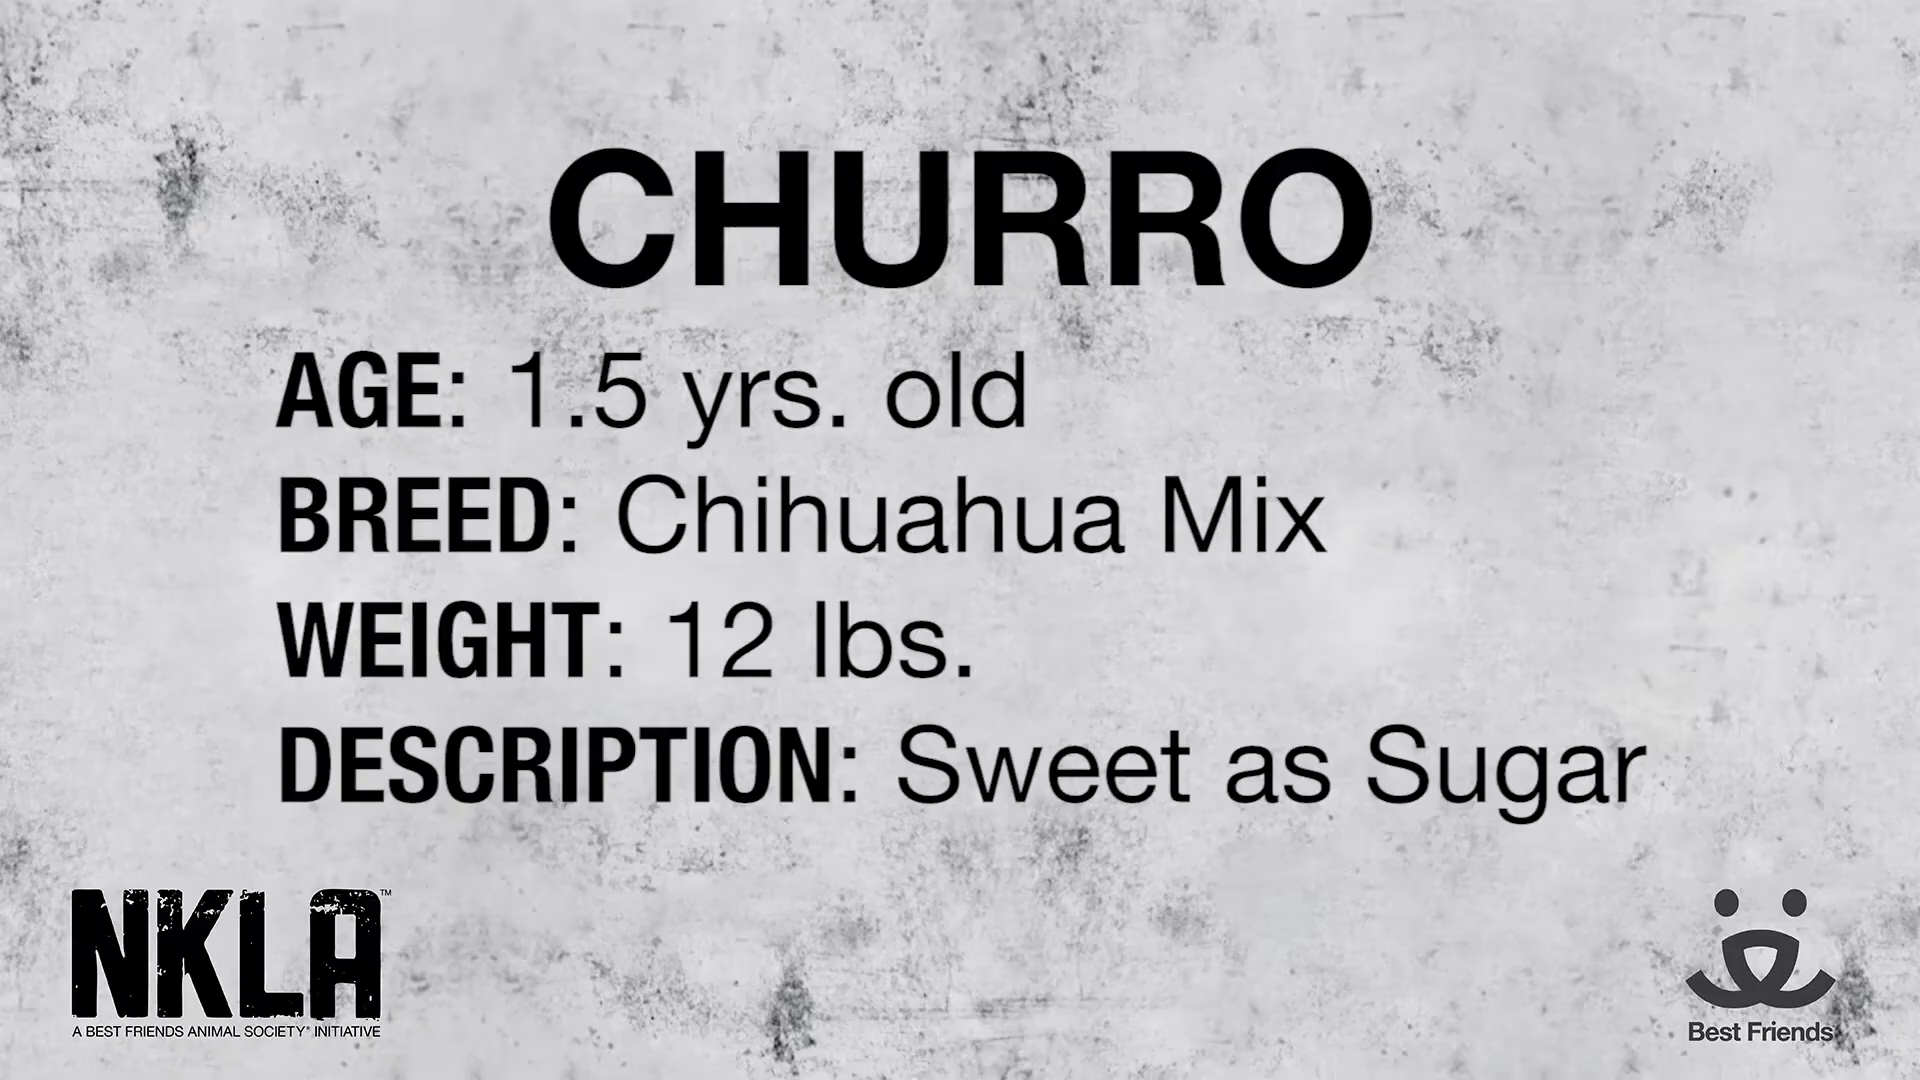 CHURRO
AGE: 1.5 yrs. old
BREED: Chihuahua Mix
WEIGHT: 12 lbs.
DESCRIPTION: Sweet as Sugar
NKLA™
A BEST FRIENDS ANIMAL SOCIETY® INITIATIVE
Best Friends